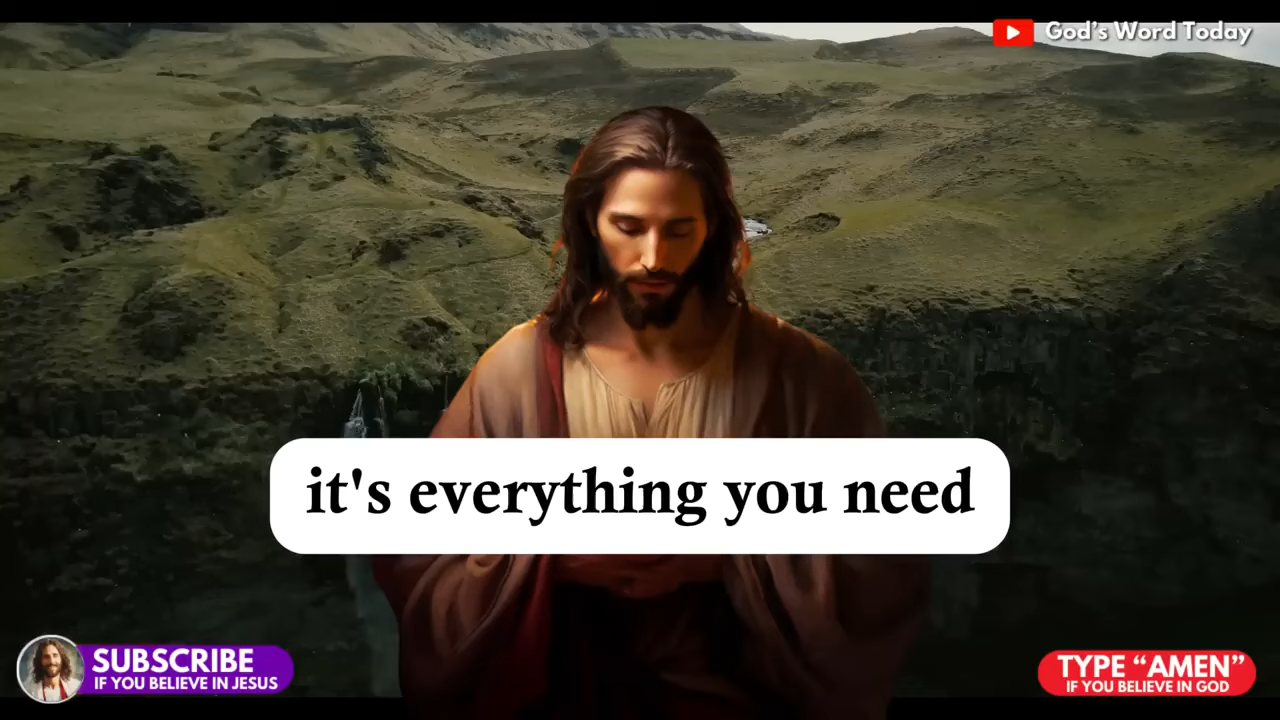 God's Word Today
it's everything you need
SUBSCRIBE
IF YOU BELIEVE IN JESUS
TYPE “AMEN”
IF YOU BELIEVE IN GOD